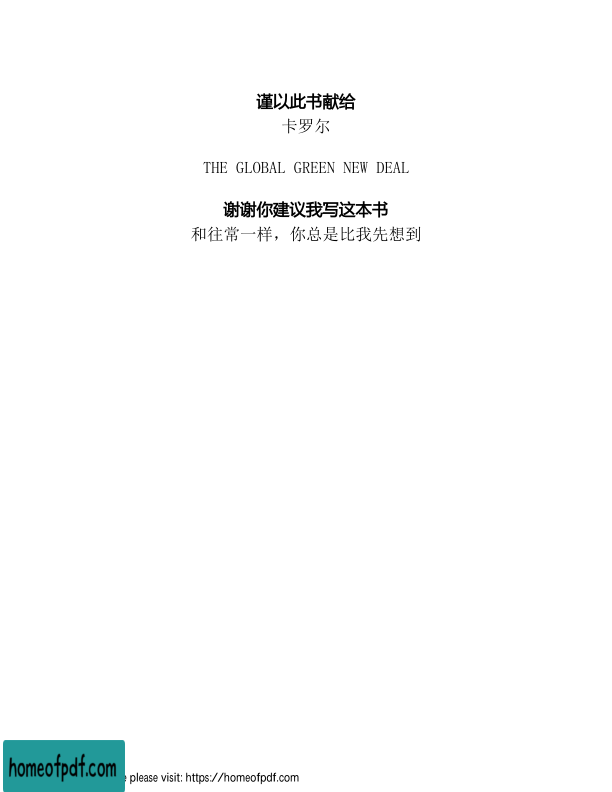 谨以此书献给
卡罗尔
THE GLOBAL GREEN NEW DEAL
谢谢你建议我写这本书
和往常一样，你总是比我先想到
homeofpdf.com
please visit: https://homeofpdf.com